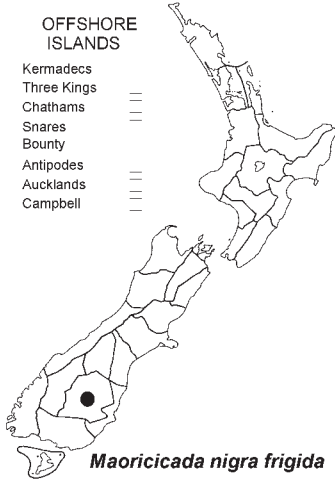 OFFSHORE
ISLANDS
Kermadecs
Three Kings
Chathams
Snares
Bounty
Antipodes
Aucklands
Campbell
Maoricicada nigra frigida